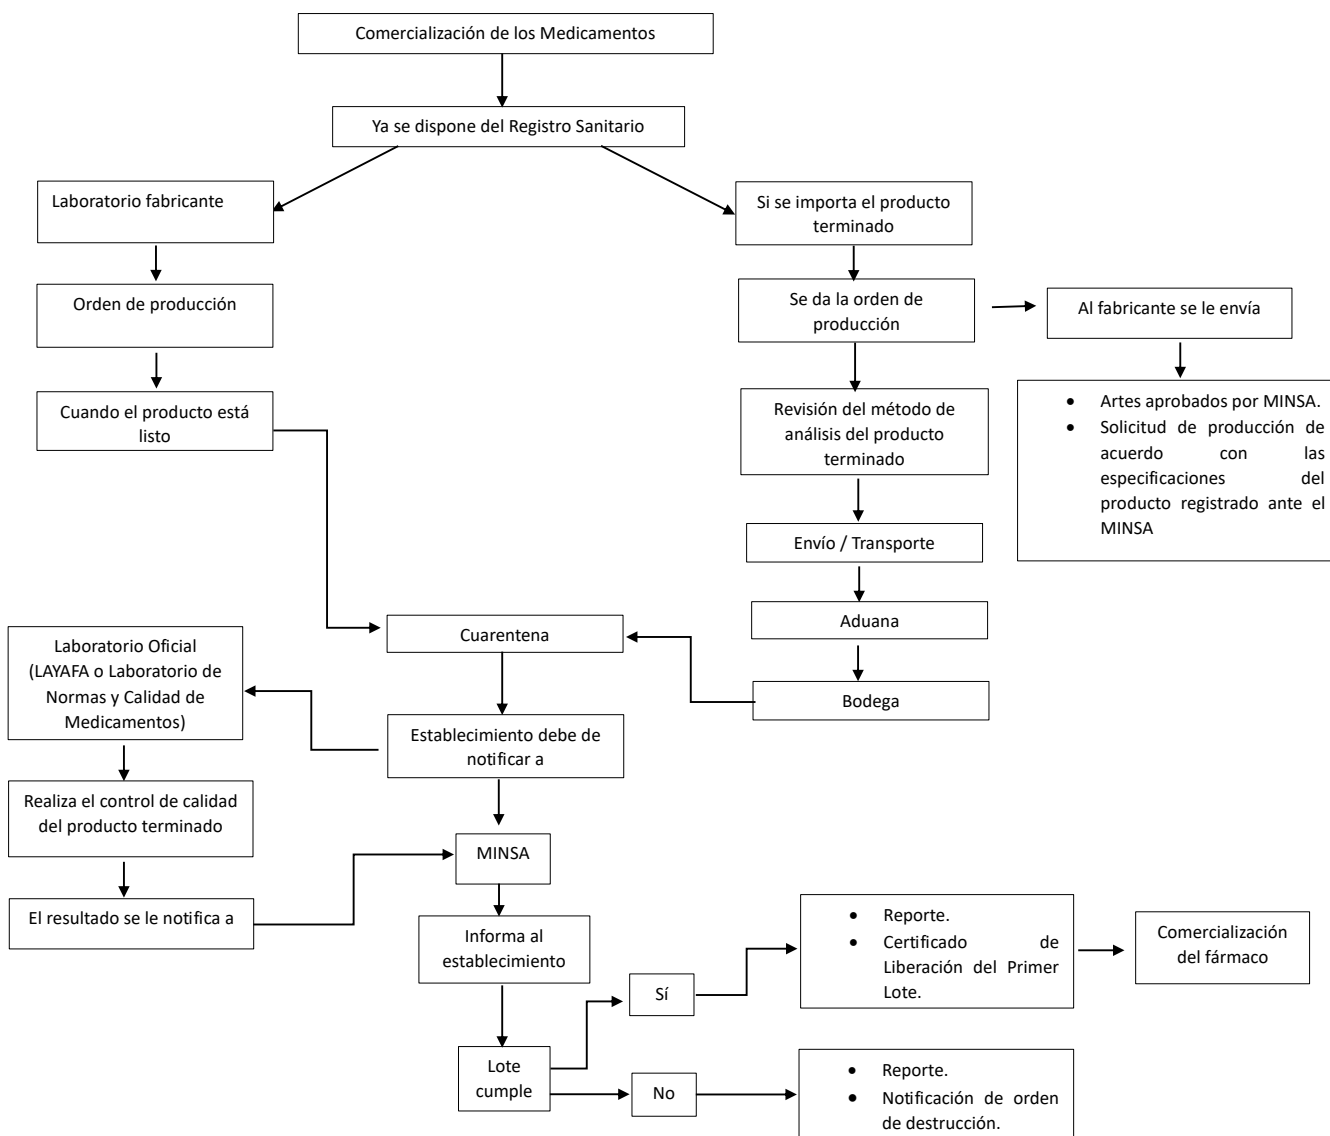 Comercialización de los Medicamentos
Ya se dispone del Registro Sanitario
Laboratorio fabricante
Si se importa el producto
terminado
Orden de producción
Se da la orden de
producción
Al fabricante se le envía
Cuando el producto está
listo
Revisión del método de
análisis del producto
terminado
• Artes aprobados por MINSA.
• Solicitud de producción de
acuerdo con las
especificaciones del
producto registrado ante el
MINSA
Envío / Transporte
Aduana
Bodega
Cuarentena
Establecimiento debe de
notificar a
Laboratorio Oficial
(LAYAFA o Laboratorio de
Normas y Calidad de
Medicamentos)
Realiza el control de calidad
del producto terminado
El resultado se le notifica a
MINSA
Informa al
establecimiento
Lote
cumple
Sí
• Reporte.
• Certificado de
Liberación del Primer
Lote.
Comercialización
del fármaco
No
• Reporte.
• Notificación de orden
de destrucción.